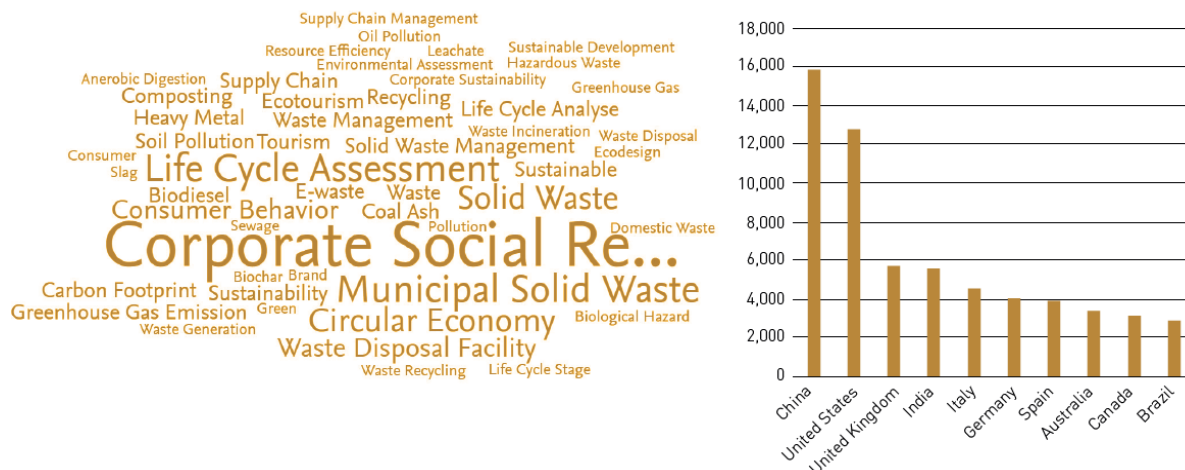 Supply Chain Management
Oil Pollution
Resource Efficiency
Leachate
Sustainable Development
Environmental Assessment
Hazardous Waste
Anerobic Digestion
Supply Chain
Corporate Sustainability
Greenhouse Gas
Composting
Ecotourism
Recycling
Life Cycle Analyse
Heavy Metal
Waste Management
Waste Incineration
Waste Disposal
Soil Pollution
Tourism
Solid Waste Management
Ecodesign
Consumer
Life Cycle Assessment
Sustainable
Slag
Biodiesel
E-waste
Waste
Solid Waste
Consumer Behavior
Coal Ash
Sewage
Pollution
Domestic Waste
Corporate Social Re...
Biochar
Brand
Carbon Footprint
Sustainability
Municipal Solid Waste
Greenhouse Gas Emission
Green
Circular Economy
Biological Hazard
Waste Generation
Waste Disposal Facility
Waste Recycling
Life Cycle Stage
18,000
16,000
14,000
12,000
18,000
18,000
6,000
4,000
2,000
0
China
United States
United Kingdom
India
Italy
Germany
Spain
Australia
Canada
Brazil